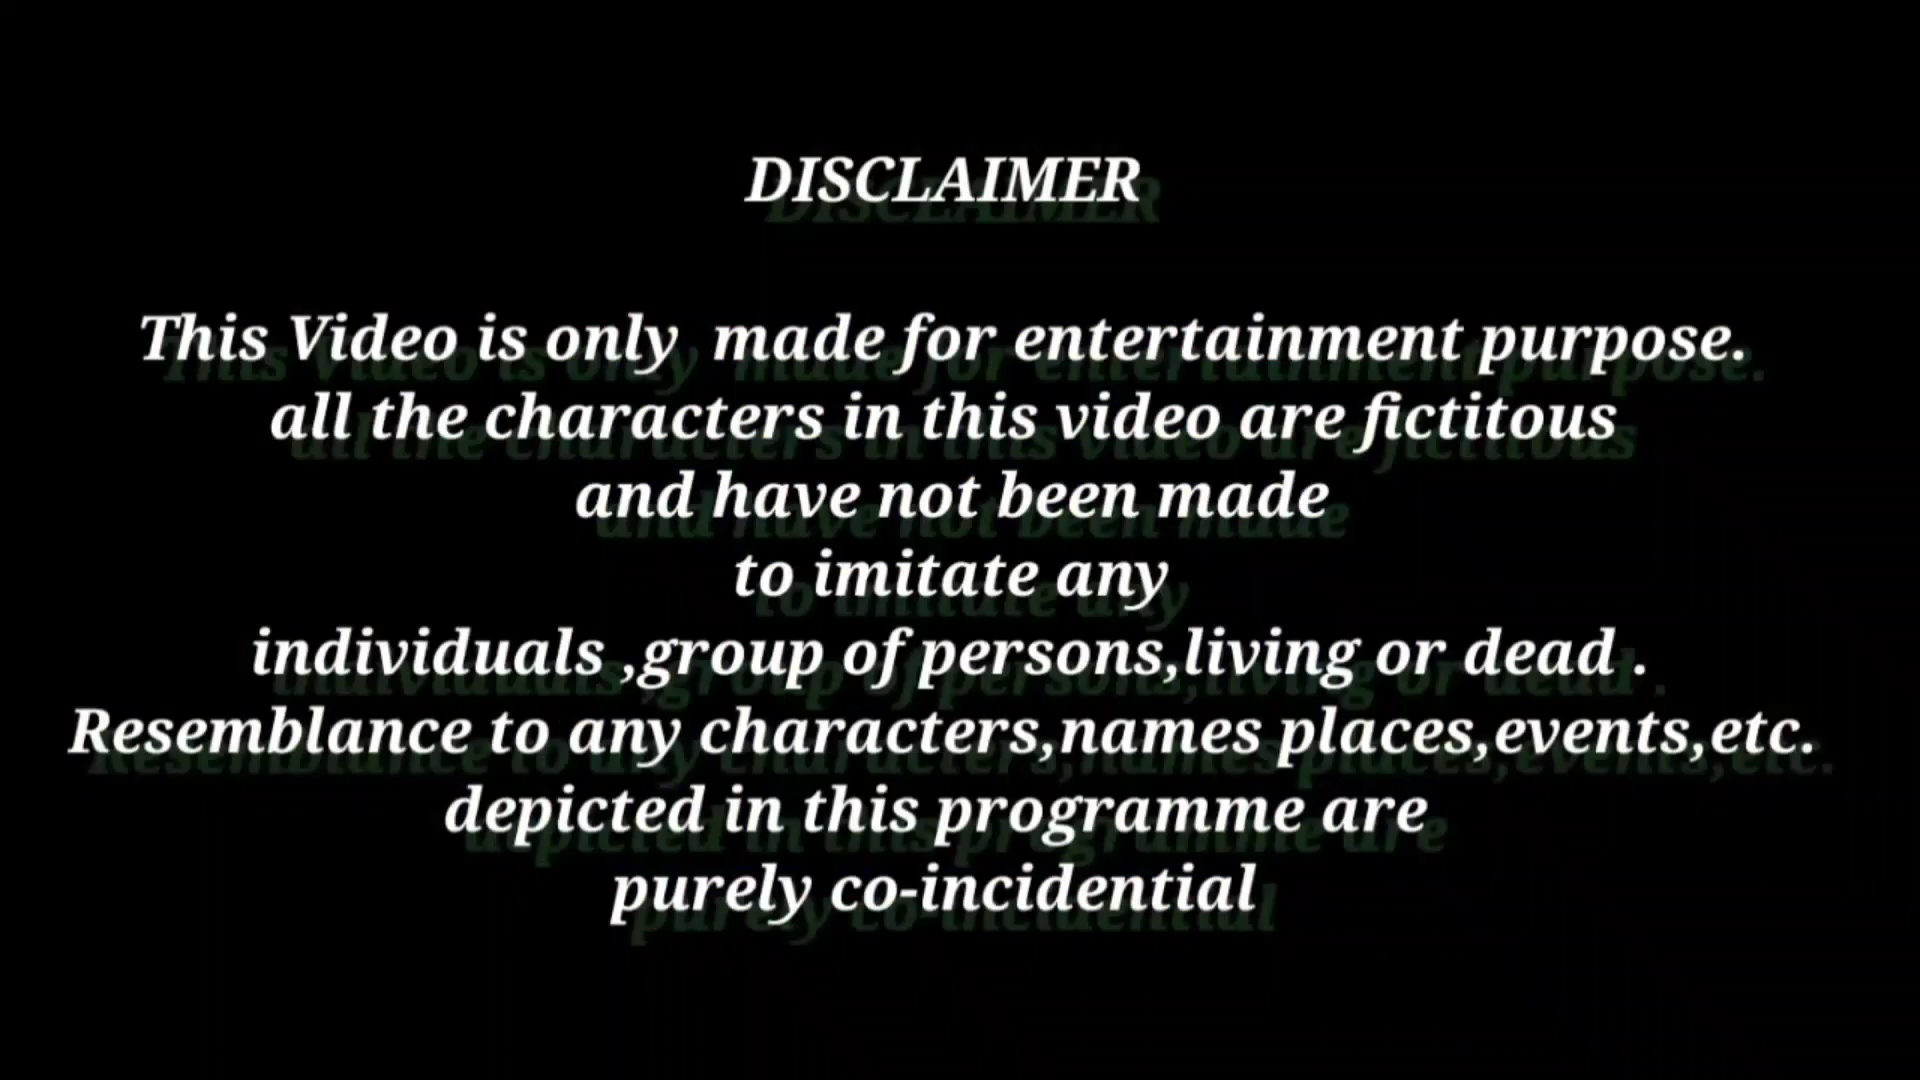 DISCLAIMER
This Video is only  made for entertainment purpose.
all the characters in this video are fictitous
and have not been made
to imitate any
individuals ,group of persons,living or dead .
Resemblance to any characters,names places,events,etc.
depicted in this programme are
purely co-incidential